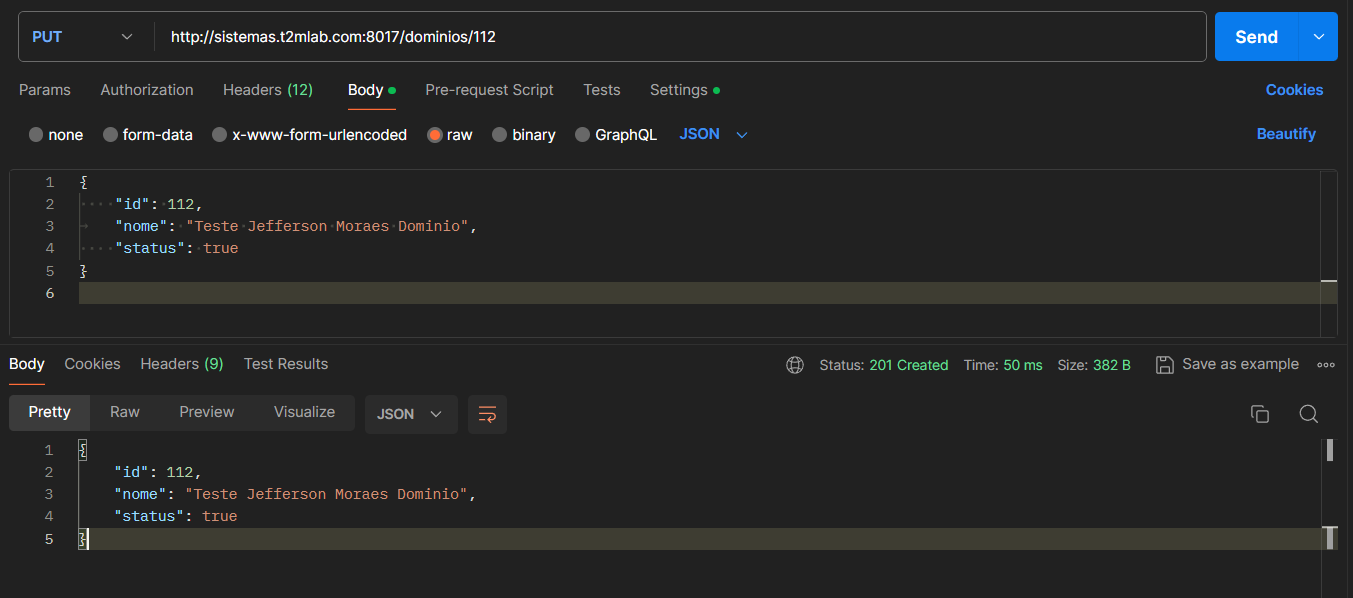 PUT http://sistemas.t2mlab.com:8017/dominios/112 Send
Params Authorization Headers (12) Body Pre-request Script Tests Settings Cookies
none form-data x-www-form-urlencoded raw binary GraphQL JSON Beautify
1 {
2 "id": 112,
3 "nome": "Teste Jefferson Moraes Dominio",
4 "status": true
5 }
6
Body Cookies Headers (9) Test Results Status: 201 Created Time: 50 ms Size: 382 B Save as example
Pretty Raw Preview Visualize JSON
1 {
2 "id": 112,
3 "nome": "Teste Jefferson Moraes Dominio",
4 "status": true
5 }